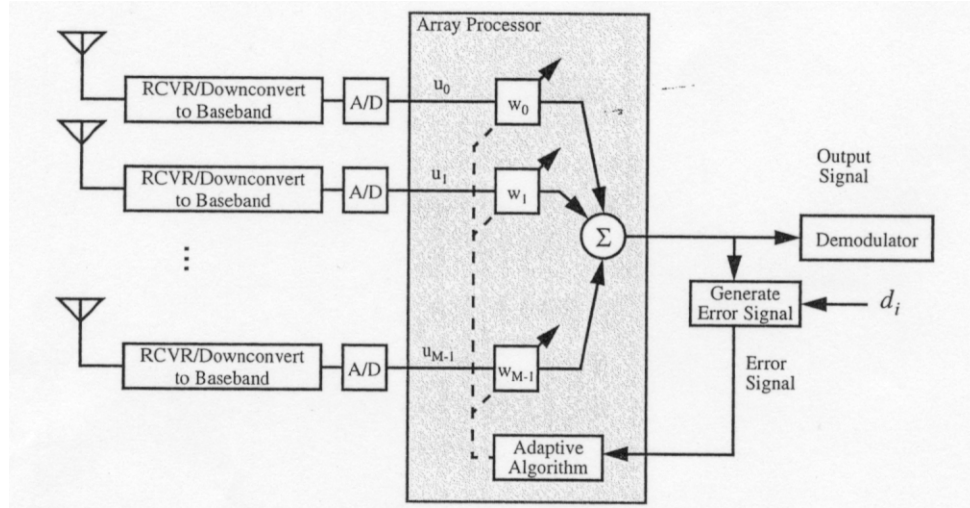 Array Processor
RCVR/Downconvert
to Baseband
A/D
u0
w0
RCVR/Downconvert
to Baseband
A/D
u1
w1
Σ
Output
Signal
Demodulator
Generate
Error Signal
di
...
RCVR/Downconvert
to Baseband
A/D
uM-1
wM-1
Error
Signal
Adaptive
Algorithm